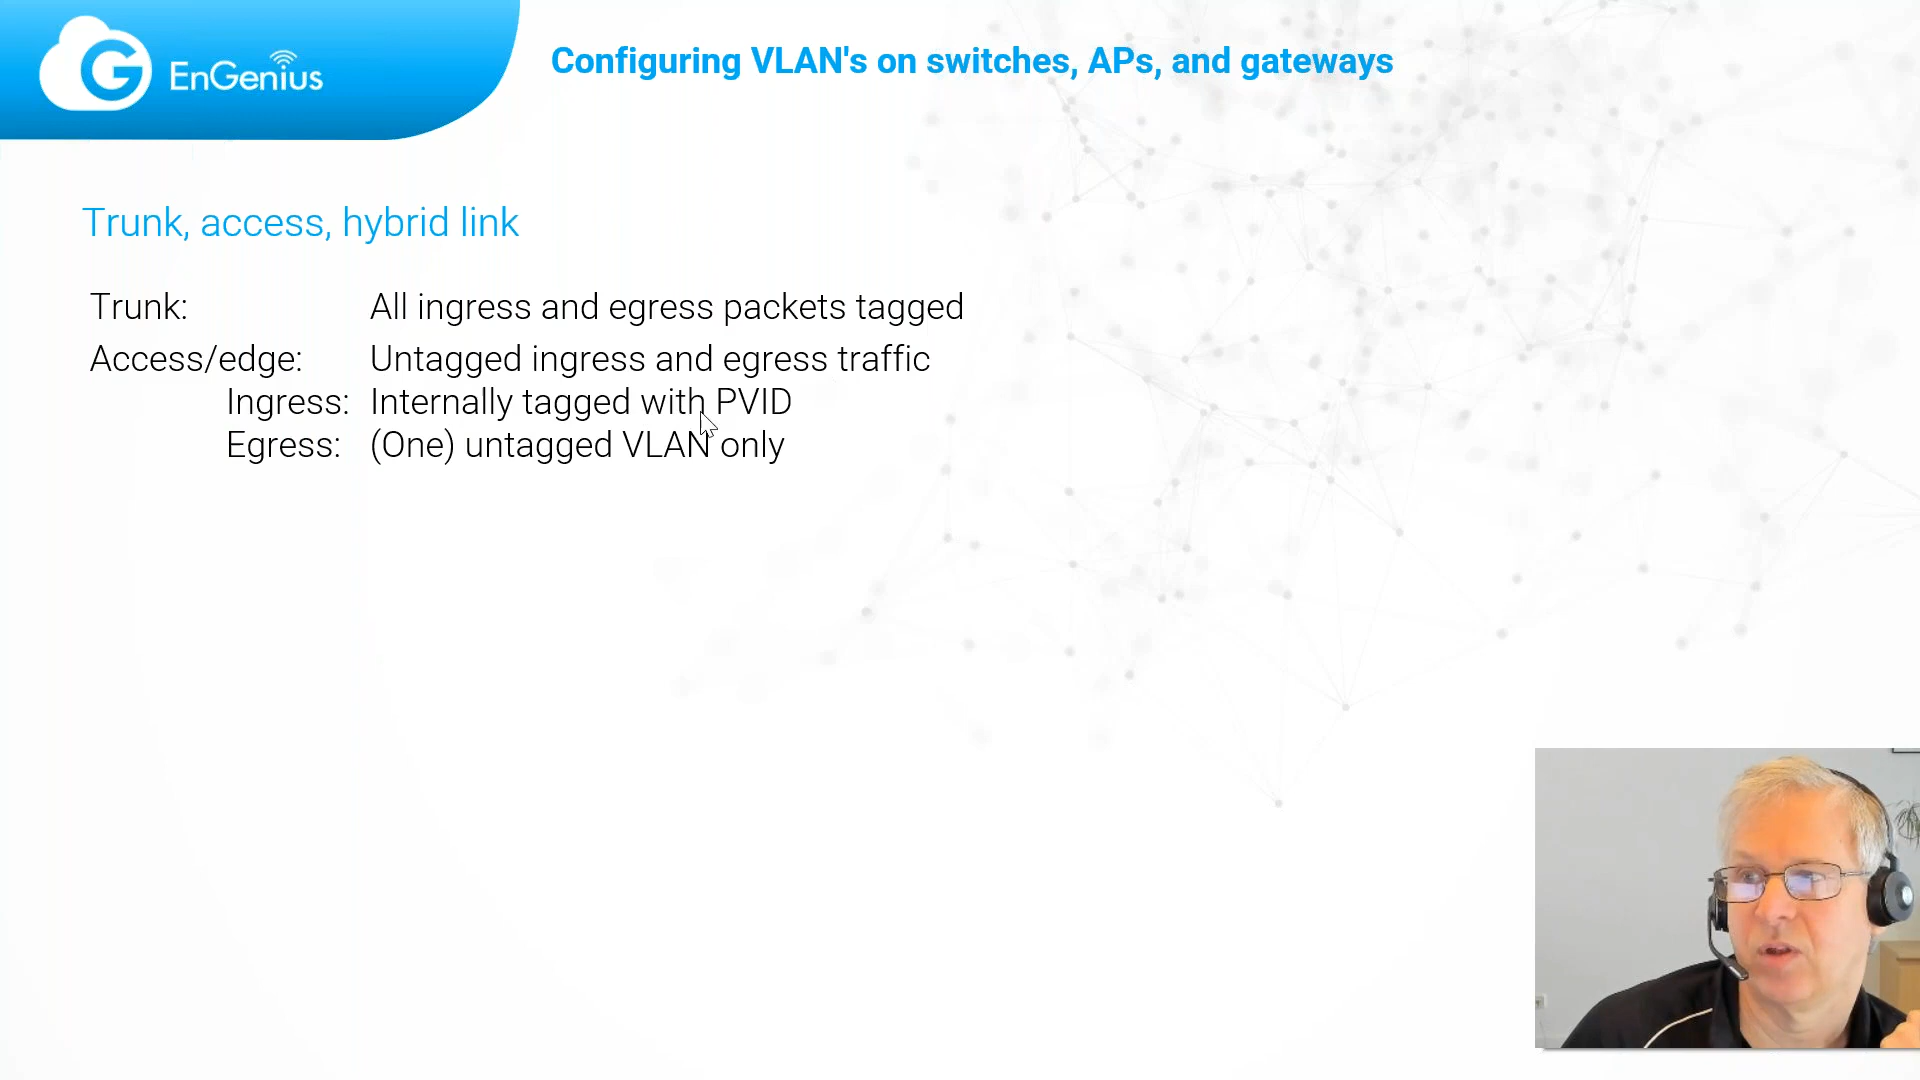 EnGenius
Configuring VLAN's on switches, APs, and gateways
Trunk, access, hybrid link
Trunk: All ingress and egress packets tagged
Access/edge: Untagged ingress and egress traffic
Ingress: Internally tagged with PVID
Egress: (One) untagged VLAN only